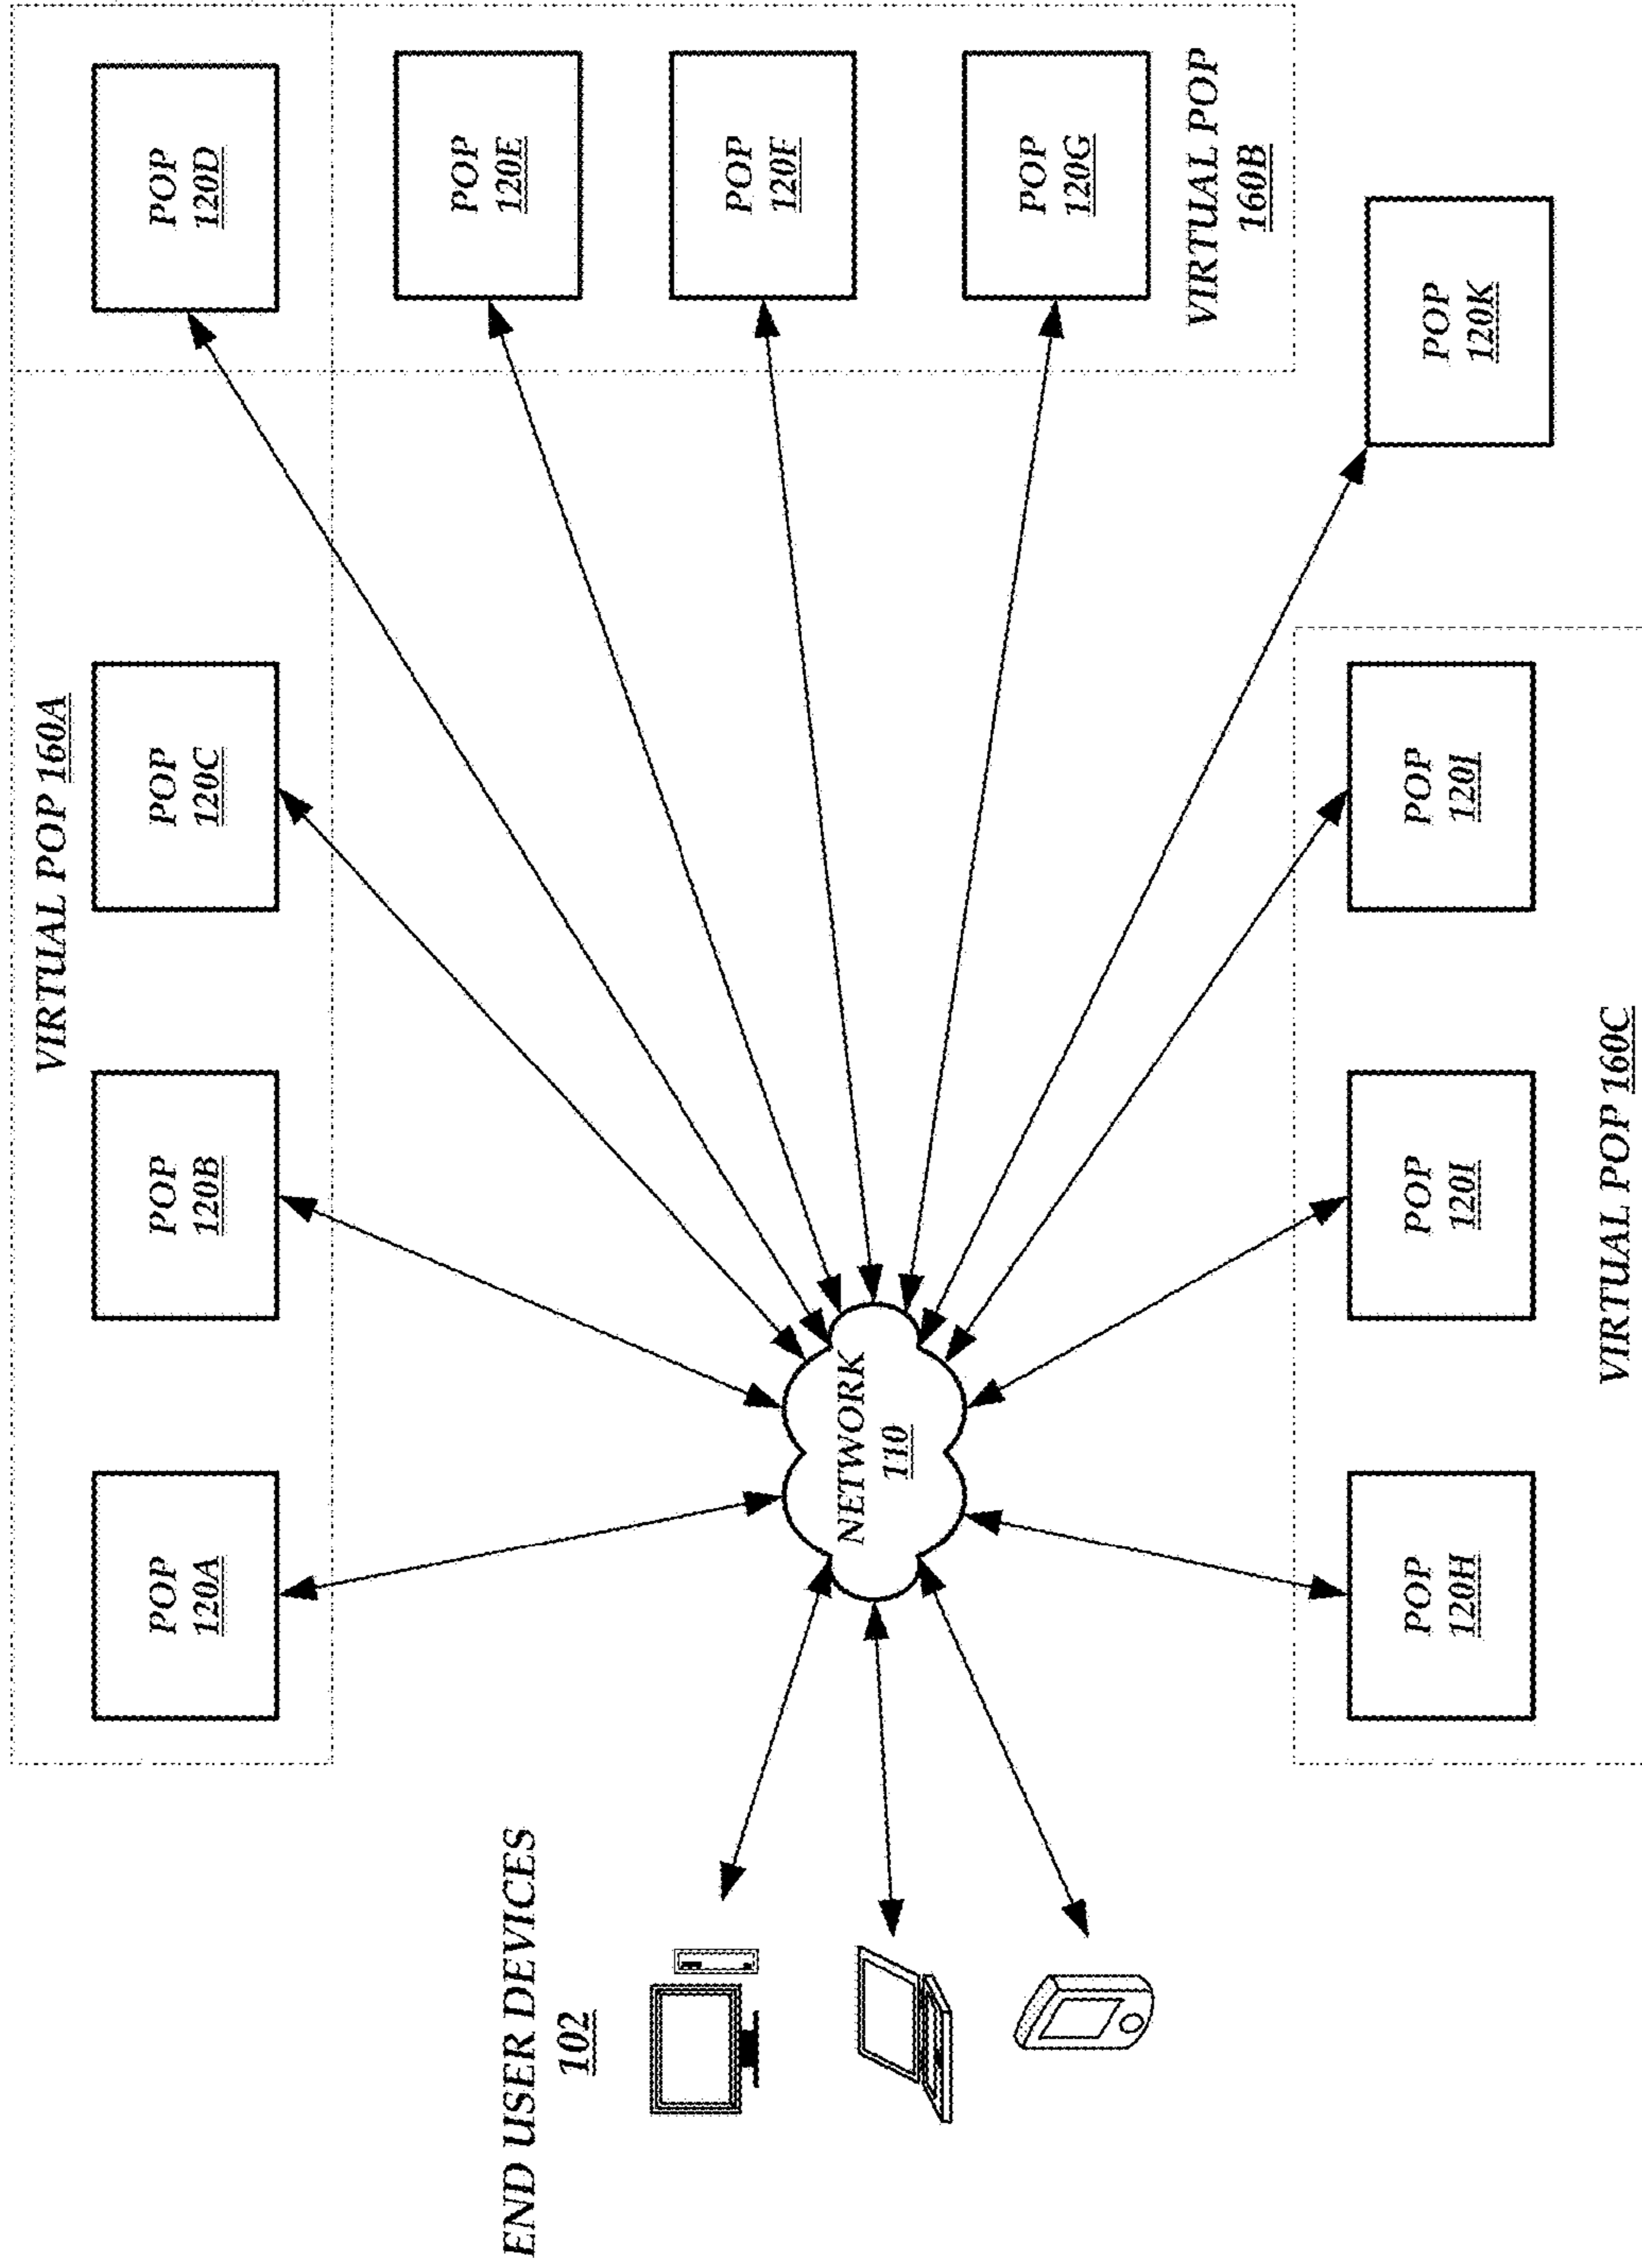 VIRTUAL POP 160A
POP
120A
POP
120B
POP
120C
POP
120D
END USER DEVICES
102
POP
120E
POP
120F
NETWORK
110
POP
120G
VIRTUAL POP
160B
POP
120H
POP
120I
POP
120J
POP
120K
VIRTUAL POP 160C